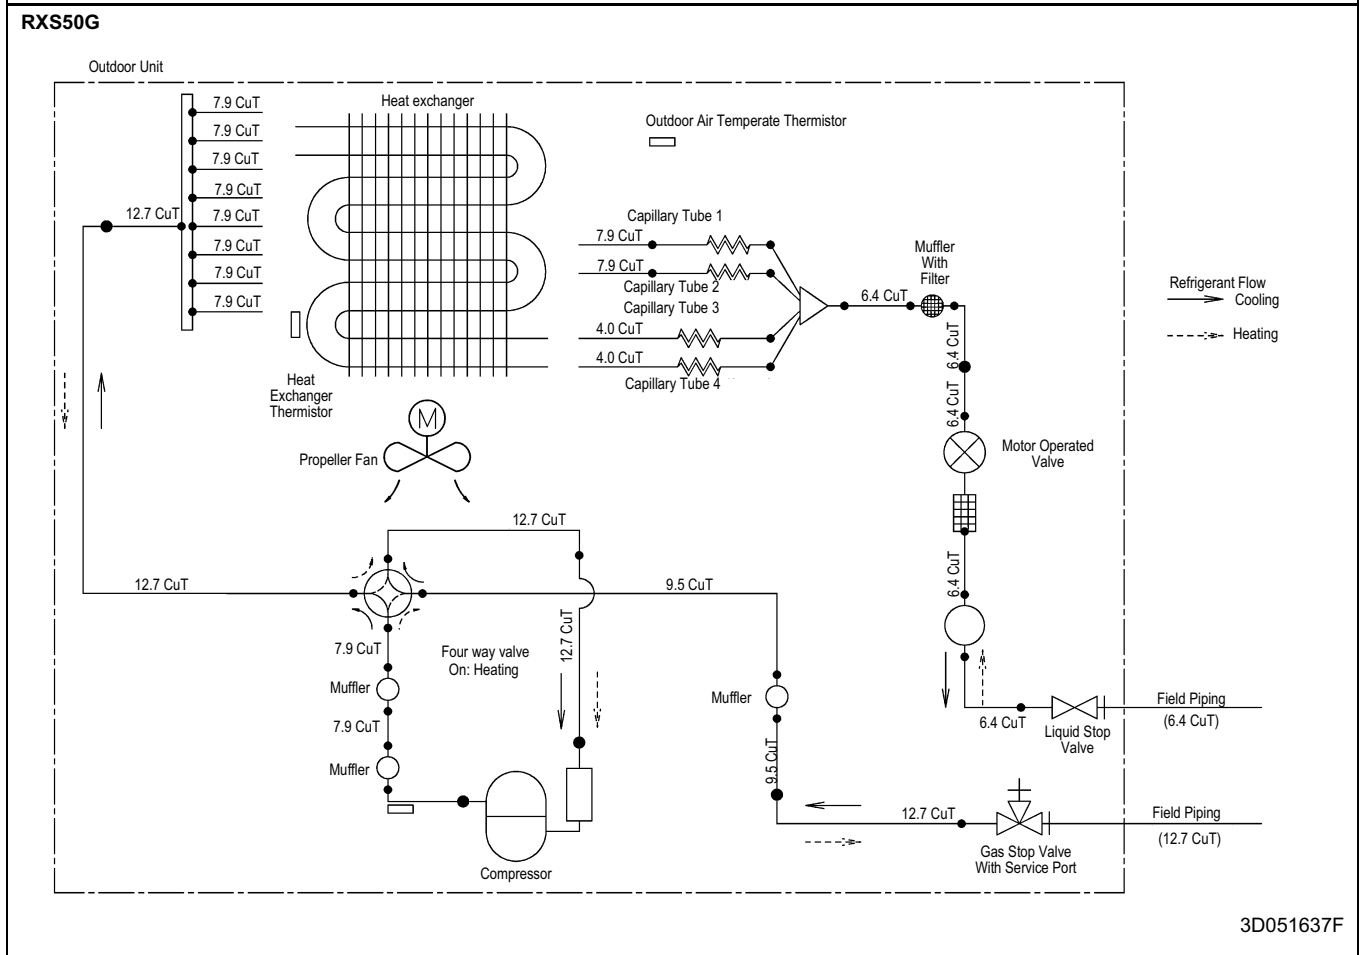 RXS50G
Outdoor Unit
7.9 CuT
7.9 CuT
7.9 CuT
7.9 CuT
7.9 CuT
7.9 CuT
7.9 CuT
7.9 CuT
12.7 CuT
Heat exchanger
Outdoor Air Temperate Thermistor
Heat
Exchanger
Thermistor
Capillary Tube 1
7.9 CuT
7.9 CuT
Capillary Tube 2
Capillary Tube 3
4.0 CuT
4.0 CuT
Capillary Tube 4
6.4 CuT
Muffler
With
Filter
6.4 CuT
6.4 CuT
Refrigerant Flow
Cooling
Heating
M
Propeller Fan
Motor Operated
Valve
12.7 CuT
12.7 CuT
9.5 CuT
6.4 CuT
7.9 CuT
Four way valve
On: Heating
12.7 CuT
Muffler
7.9 CuT
Muffler
Compressor
Muffler
9.5 CuT
6.4 CuT
Liquid Stop
Valve
Field Piping
(6.4 CuT)
12.7 CuT
Gas Stop Valve
With Service Port
Field Piping
(12.7 CuT)
3D051637F